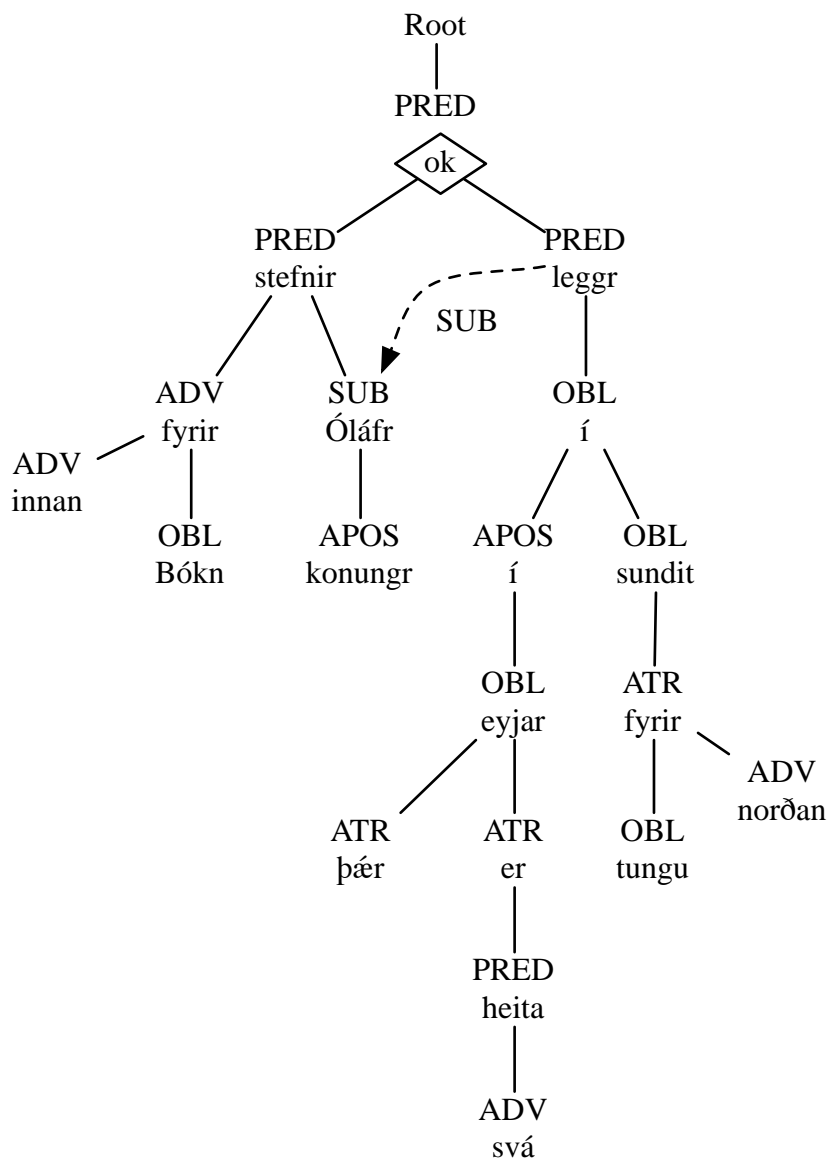 Root
PRED
ok
PRED
stefnir
PRED
leggr
SUB
ADV
fyrir
SUB
Óláfr
OBL
í
ADV
innan
OBL
Bókn
APOS
konungr
APOS
í
OBL
sundit
OBL
eyjar
ATR
fyrir
ADV
norðan
ATR
þǽr
ATR
er
OBL
tungu
PRED
heita
ADV
svá